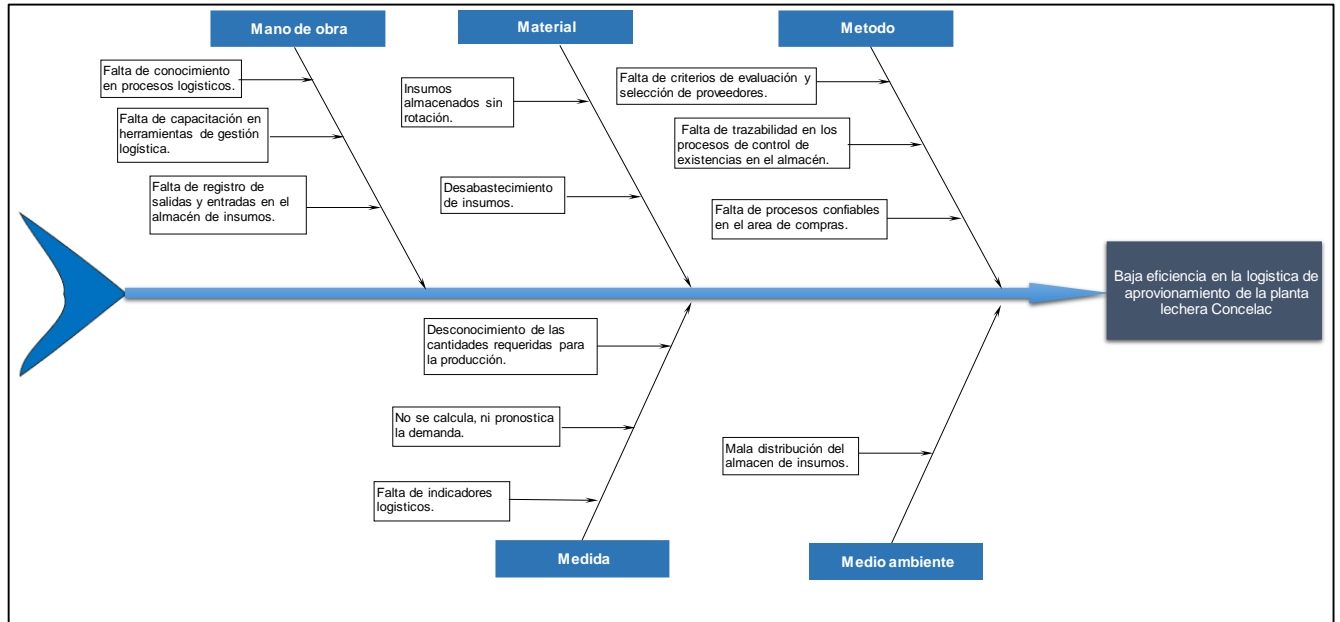 Mano de obra
Material
Metodo
Falta de conocimiento
en procesos logisticos.
Falta de capacitación en
herramientas de gestión
logística.
Falta de registro de
salidas y entradas en el
almacén de insumos.
Insumos
almacenados sin
rotación.
Desabastecimiento
de insumos.
Falta de criterios de evaluación y
selección de proveedores.
Falta de trazabilidad en los
procesos de control de
existencias en el almacén.
Falta de procesos confiables
en el area de compras.
Baja eficiencia en la logistica de
aprovionamiento de la planta
lechera Concelac
Desconocimiento de las
cantidades requeridas para
la producción.
No se calcula, ni pronostica
la demanda.
Falta de indicadores
logisticos.
Mala distribución del
almacen de insumos.
Medida
Medio ambiente